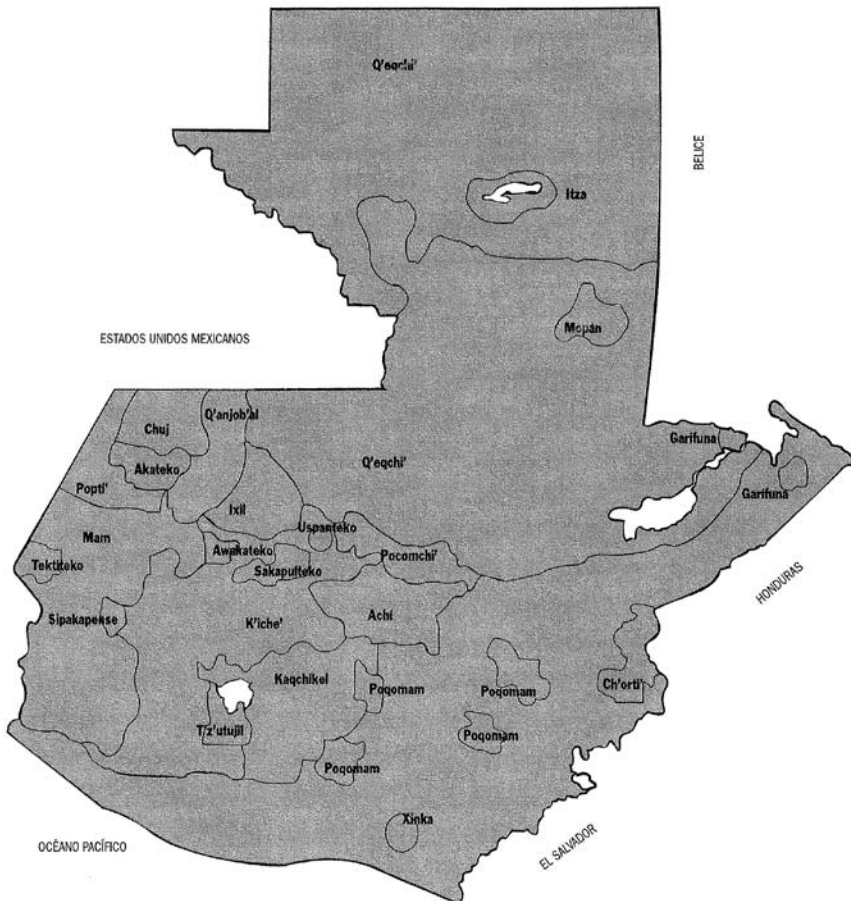 Q'eqchi'
BELICE
Itza
Mopán
ESTADOS UNIDOS MEXICANOS
Q'anjob'al
Chuj
Garifuna
Akateko
Q'eqchi'
Popti'
Garifuna
Ixil
Uspanteko
Mam
Awakateko
Pocomchi'
Tektiteko
Sakapulteko
HONDURAS
Achí
Sipakapense
K'iche'
Kaqchikel
Ch'orti'
Poqomam
Poqomam
T'z'utujil
Poqomam
Poqomam
Xinka
OCÊANO PACÍFICO
EL SALVADOR